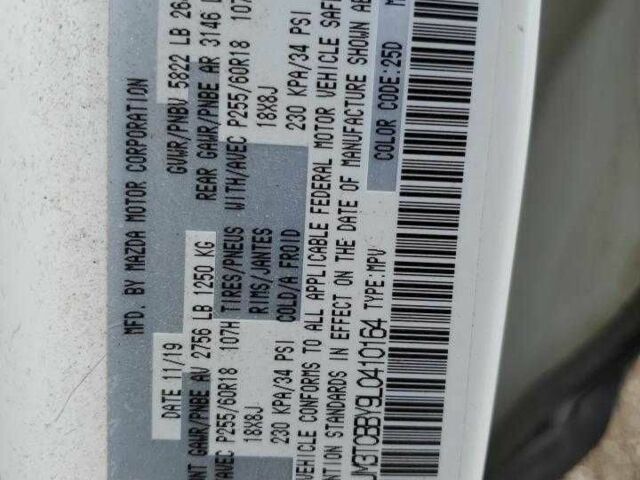 MFD. BY MAZDA MOTOR CORPORATION
DATE 11/19 GVWR/PNBV 5822 LB
GAWR/PNBE AV 2756 LB 1250 KG REAR GAWR/PNBE AR 3146
P255/60R18 107H TIRES/PNEUS WITH/AVEC P255/60R18 107
18X8J RIMS/JANTES 18X8J
230 KPA/34 PSI COLD/A FROID 230 KPA/34 PSI
VEHICLE CONFORMS TO ALL APPLICABLE FEDERAL MOTOR VEHICLE
STANDARDS IN EFFECT ON THE DATE OF MANUFACTURE SHOWN
COLOR CODE:25D
JM3TCBBY9L0410164 TYPE:MPV